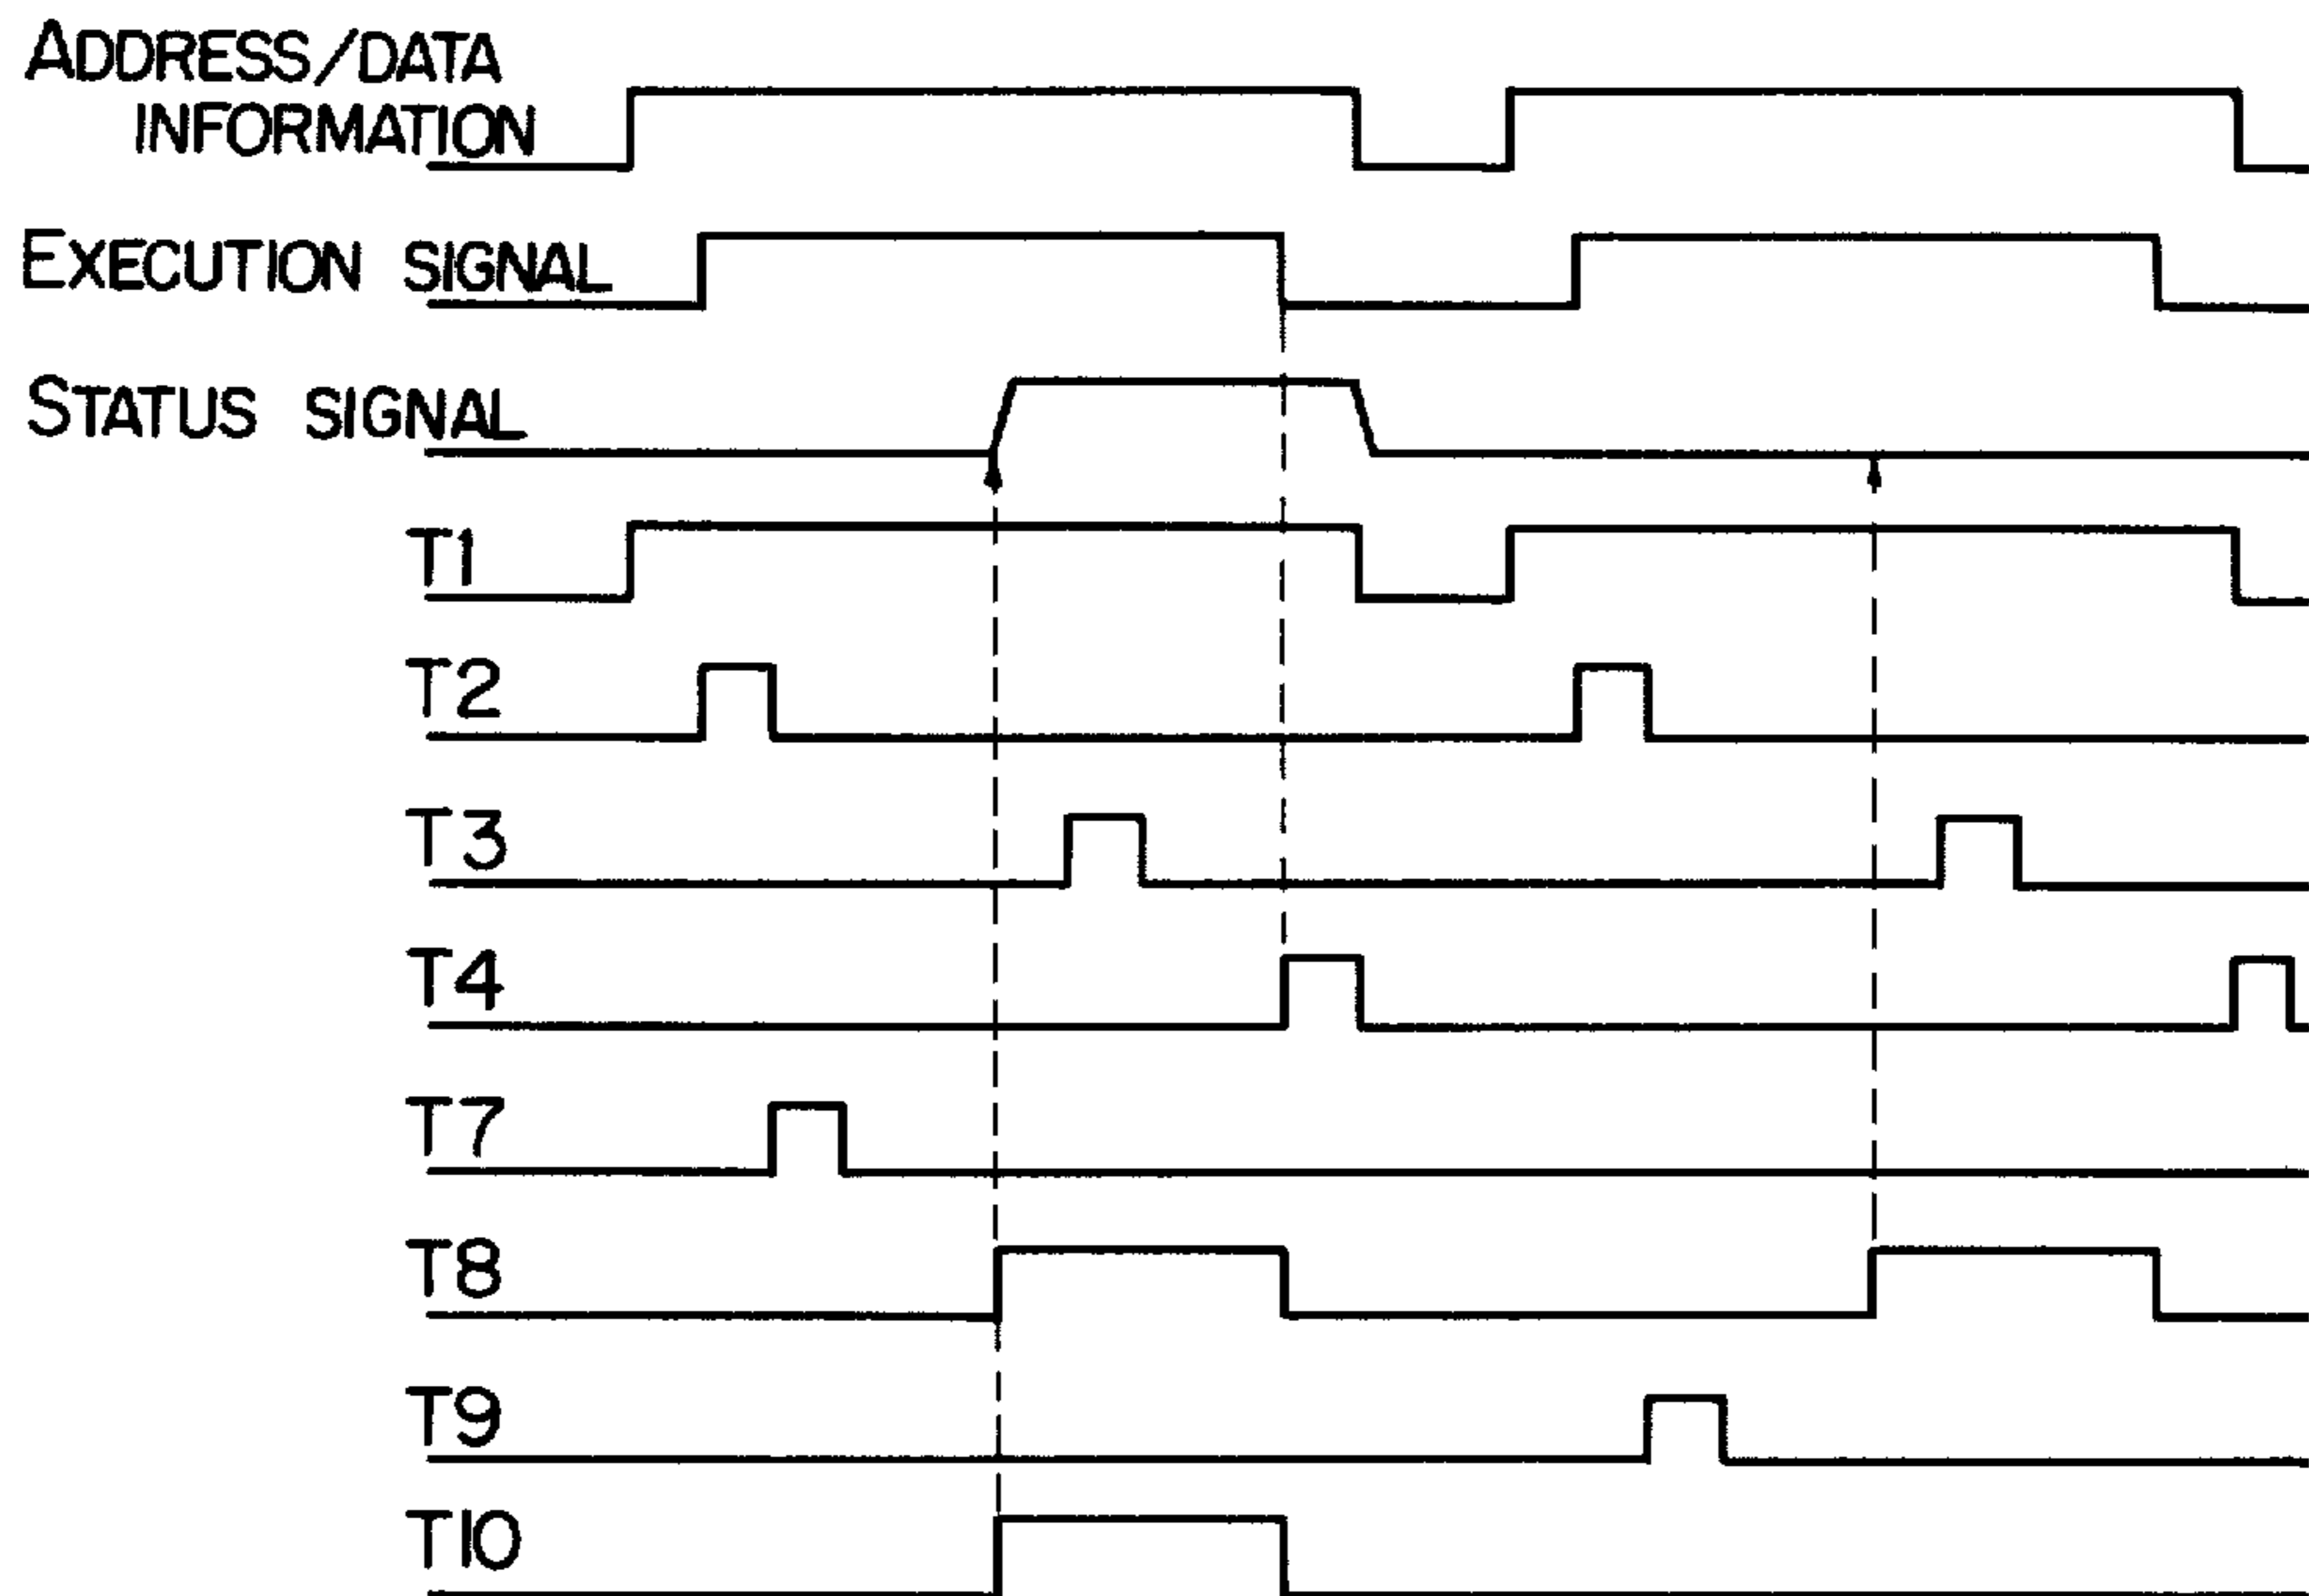 ADDRESS/DATA
INFORMATION
EXECUTION SIGNAL
STATUS SIGNAL
T1
T2
T3
T4
T7
T8
T9
T10